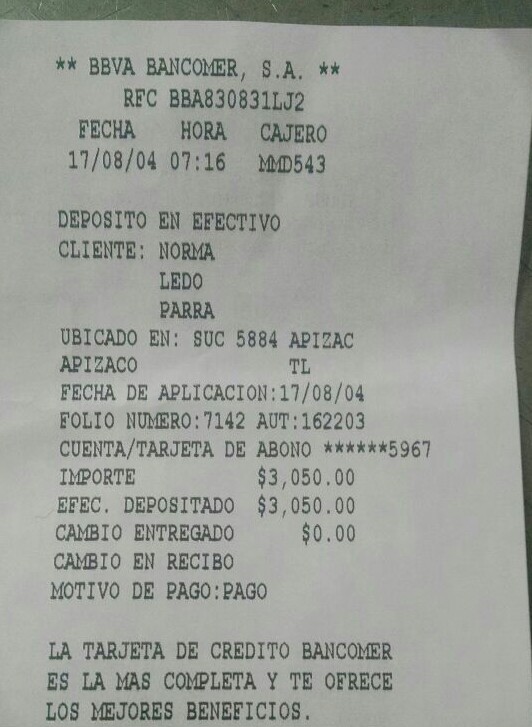 ** BBVA BANCOMER, S.A. **
RFC BBA830831LJ2
FECHA HORA CAJERO
17/08/04 07:16 MMD543
DEPOSITO EN EFECTIVO
CLIENTE: NORMA
LEDO
PARRA
UBICADO EN: SUC 5884 APIZAC
APIZACO TL
FECHA DE APLICACION:17/08/04
FOLIO NUMERO:7142 AUT:162203
CUENTA/TARJETA DE ABONO ******5967
IMPORTE $3,050.00
EFEC. DEPOSITADO $3,050.00
CAMBIO ENTREGADO $0.00
CAMBIO EN RECIBO
MOTIVO DE PAGO:PAGO
LA TARJETA DE CREDITO BANCOMER
ES LA MAS COMPLETA Y TE OFRECE
LOS MEJORES BENEFICIOS.